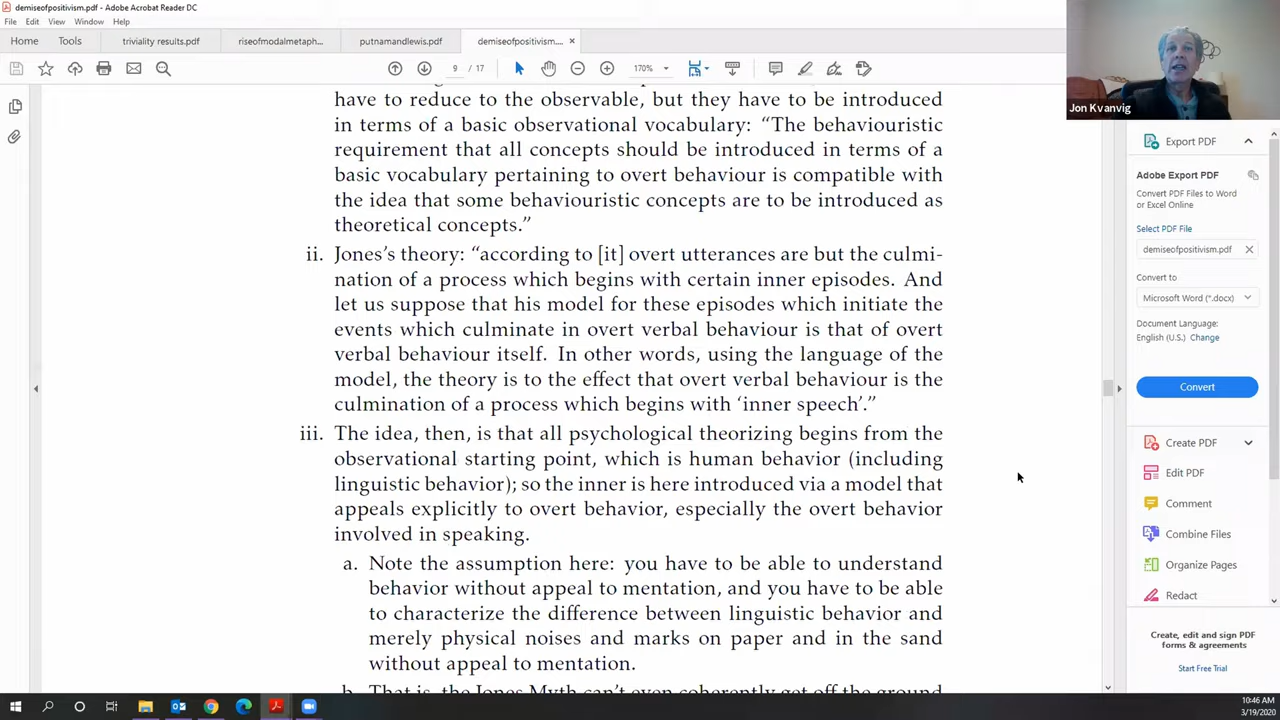 demiseofpositivism.pdf - Adobe Acrobat Reader DC
File Edit View Window Help
Home Tools triviality results.pdf riseofmodalmetaph... putnamandlewis.pdf demiseofpositivism.... ×
9 / 17 170%
Jon Kvanvig
have to reduce to the observable, but they have to be introduced
in terms of a basic observational vocabulary: “The behaviouristic
requirement that all concepts should be introduced in terms of a
basic vocabulary pertaining to overt behaviour is compatible with
the idea that some behaviouristic concepts are to be introduced as
theoretical concepts.”
ii. Jones’s theory: “according to [it] overt utterances are but the culmi-
nation of a process which begins with certain inner episodes. And
let us suppose that his model for these episodes which initiate the
events which culminate in overt verbal behaviour is that of overt
verbal behaviour itself. In other words, using the language of the
model, the theory is to the effect that overt verbal behaviour is the
culmination of a process which begins with ‘inner speech’.”
iii. The idea, then, is that all psychological theorizing begins from the
observational starting point, which is human behavior (including
linguistic behavior); so the inner is here introduced via a model that
appeals explicitly to overt behavior, especially the overt behavior
involved in speaking.
a. Note the assumption here: you have to be able to understand
behavior without appeal to mentation, and you have to be able
to characterize the difference between linguistic behavior and
merely physical noises and marks on paper and in the sand
without appeal to mentation.
b. That is, the Jones Myth can’t even coherently get off the ground
Export PDF
Adobe Export PDF
Convert PDF Files to Word
or Excel Online
Select PDF File
demiseofpositivism.pdf
Convert to
Microsoft Word (*.docx)
Document Language:
English (U.S.) Change
Convert
Create PDF
Edit PDF
Comment
Combine Files
Organize Pages
Redact
Create, edit and sign PDF
forms & agreements
Start Free Trial
10:46 AM
3/19/2020